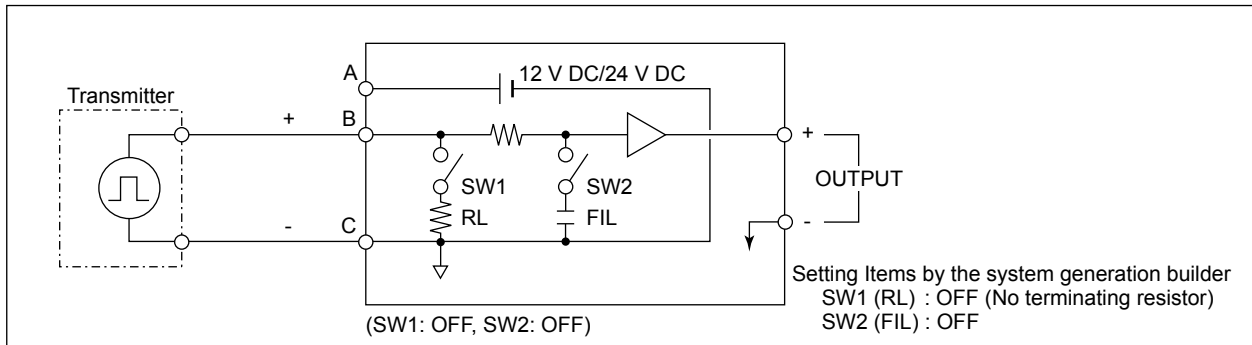 A
12 V DC/24 V DC
Transmitter
+
B
+
SW1
SW2
OUTPUT
RL
FIL
-
C
-
Setting Items by the system generation builder
SW1 (RL) : OFF (No terminating resistor)
SW2 (FIL) : OFF
(SW1: OFF, SW2: OFF)